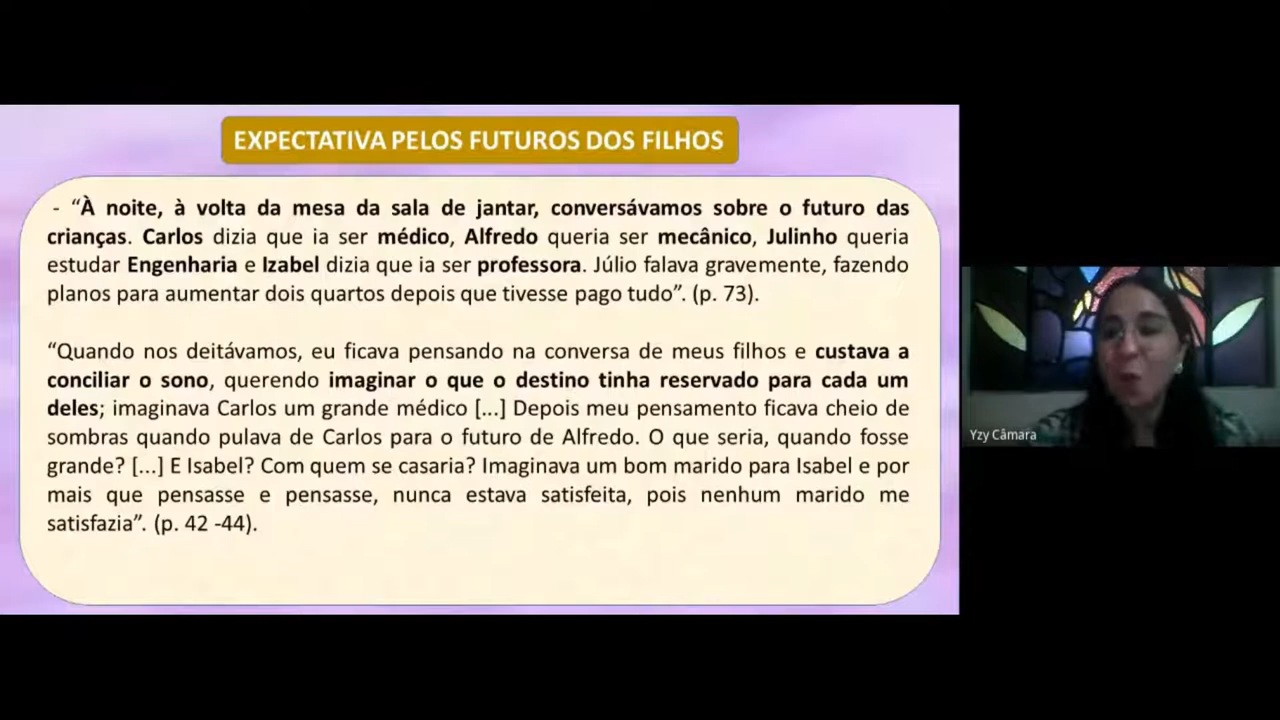 EXPECTATIVA PELOS FUTUROS DOS FILHOS
- “À noite, à volta da mesa da sala de jantar, conversávamos sobre o futuro das
crianças. Carlos dizia que ia ser médico, Alfredo queria ser mecânico, Julinho queria
estudar Engenharia e Izabel dizia que ia ser professora. Júlio falava gravemente, fazendo
planos para aumentar dois quartos depois que tivesse pago tudo”. (p. 73).
“Quando nos deitávamos, eu ficava pensando na conversa de meus filhos e custava a
conciliar o sono, querendo imaginar o que o destino tinha reservado para cada um
deles; imaginava Carlos um grande médico [...] Depois meu pensamento ficava cheio de
sombras quando pulava de Carlos para o futuro de Alfredo. O que seria, quando fosse
grande? [...] E Isabel? Com quem se casaria? Imaginava um bom marido para Isabel e por
mais que pensasse e pensasse, nunca estava satisfeita, pois nenhum marido me
satisfazia”. (p. 42 -44).
Yzy Câmara